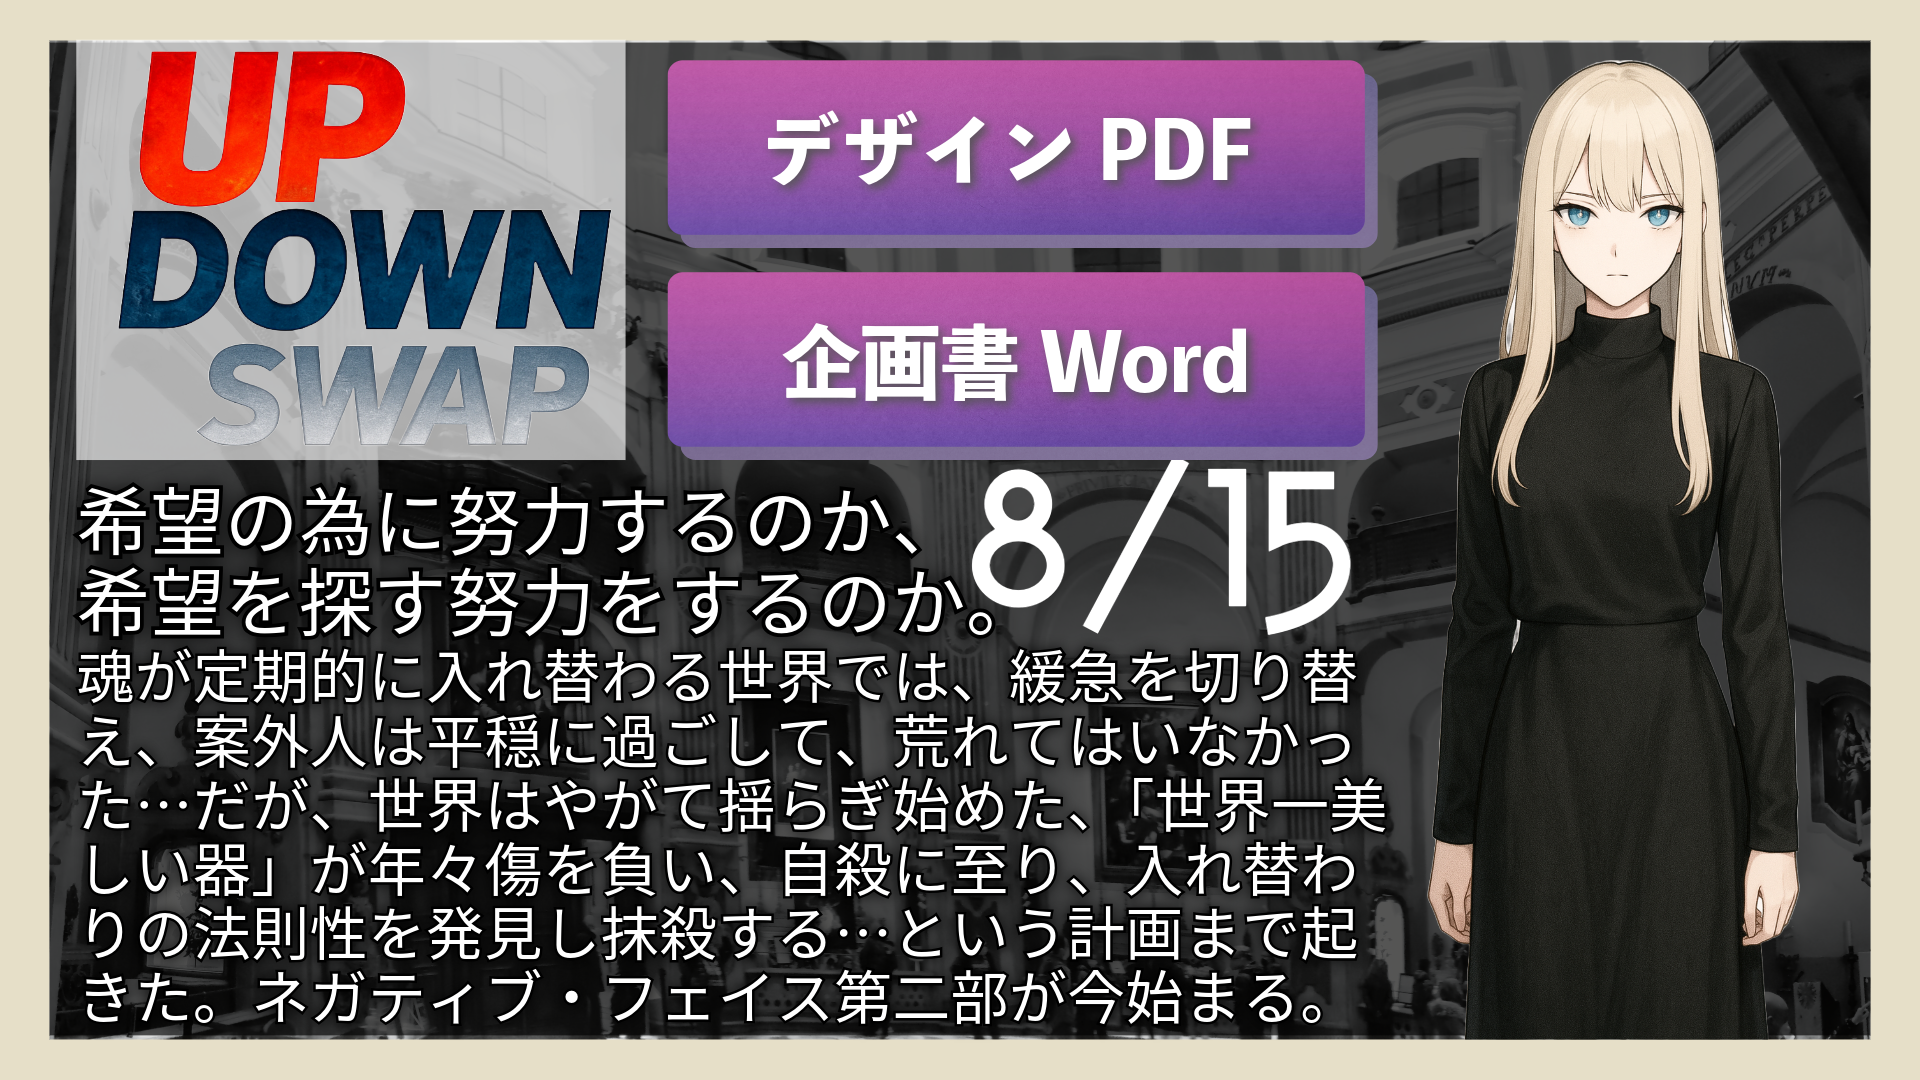 UP
DOWN
SWAP
デザイン PDF
企画書 Word
8/15
希望の為に努力するのか、
希望を探す努力をするのか。
魂が定期的に入れ替わる世界では、緩急を切り替
え、案外人は平穏に過ごして、荒れてはいなかっ
た…だが、世界はやがて揺らぎ始めた、「世界一美
しい器」が年々傷を負い、自殺に至り、入れ替わ
りの法則性を発見し抹殺する…という計画まで起
きた。ネガティブ・フェイス第二部が今始まる。